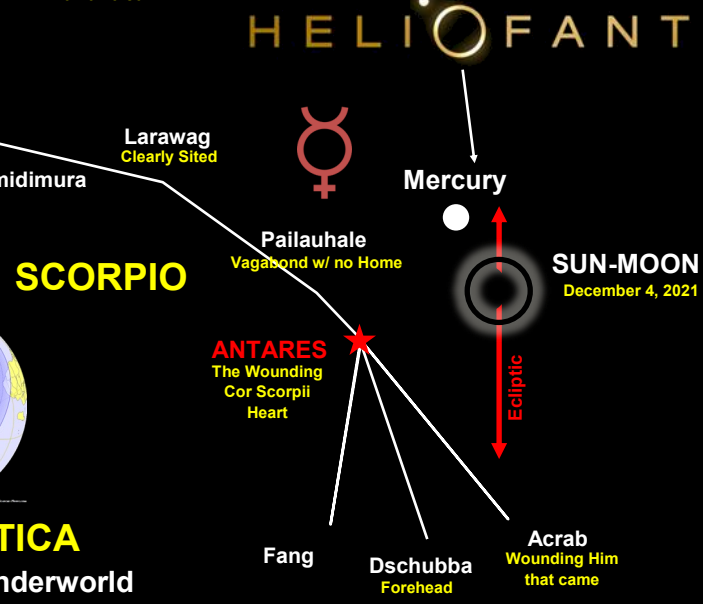 HELIOFANT
Larawag
Clearly Sited
midimura
Mercury
Pailauhale
Vagabond w/ no Home
SCORPIO
SUN-MOON
December 4, 2021
ANTARES
The Wounding
Cor Scorpii
Heart
Ecliptic
TICA
nderworld
Fang
Dschubba
Forehead
Acrab
Wounding Him
that came